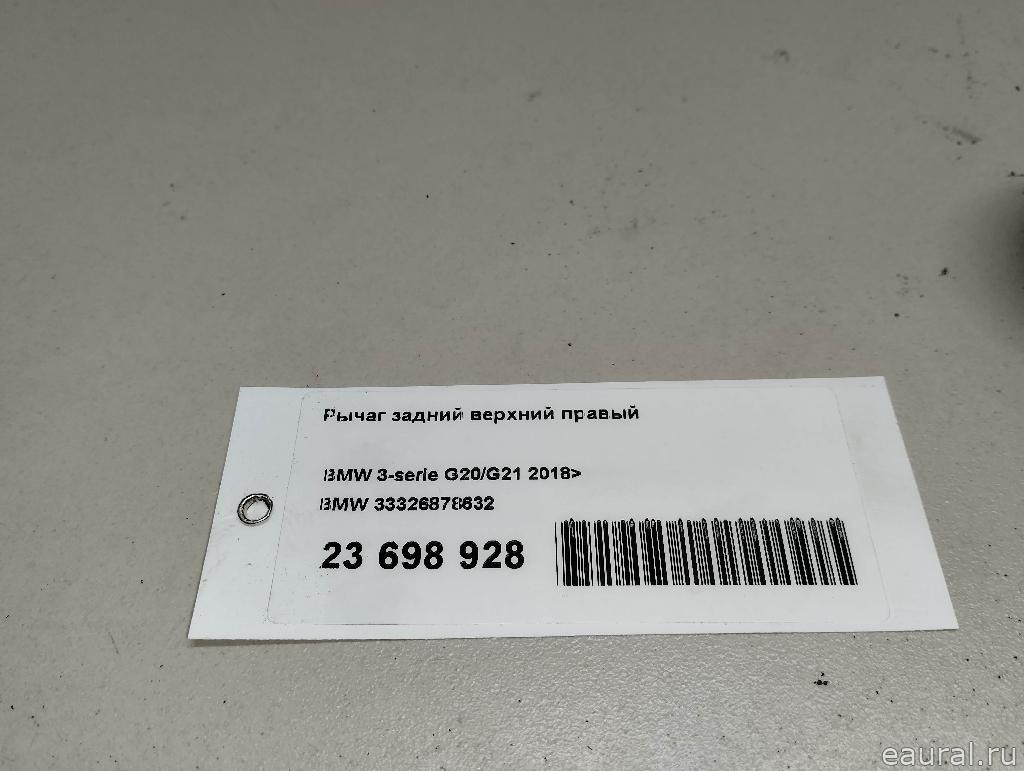 Рычаг задний верхний правый
BMW 3-serie G20/G21 2018>
BMW 33326878632
23 698 928
eaural.ru